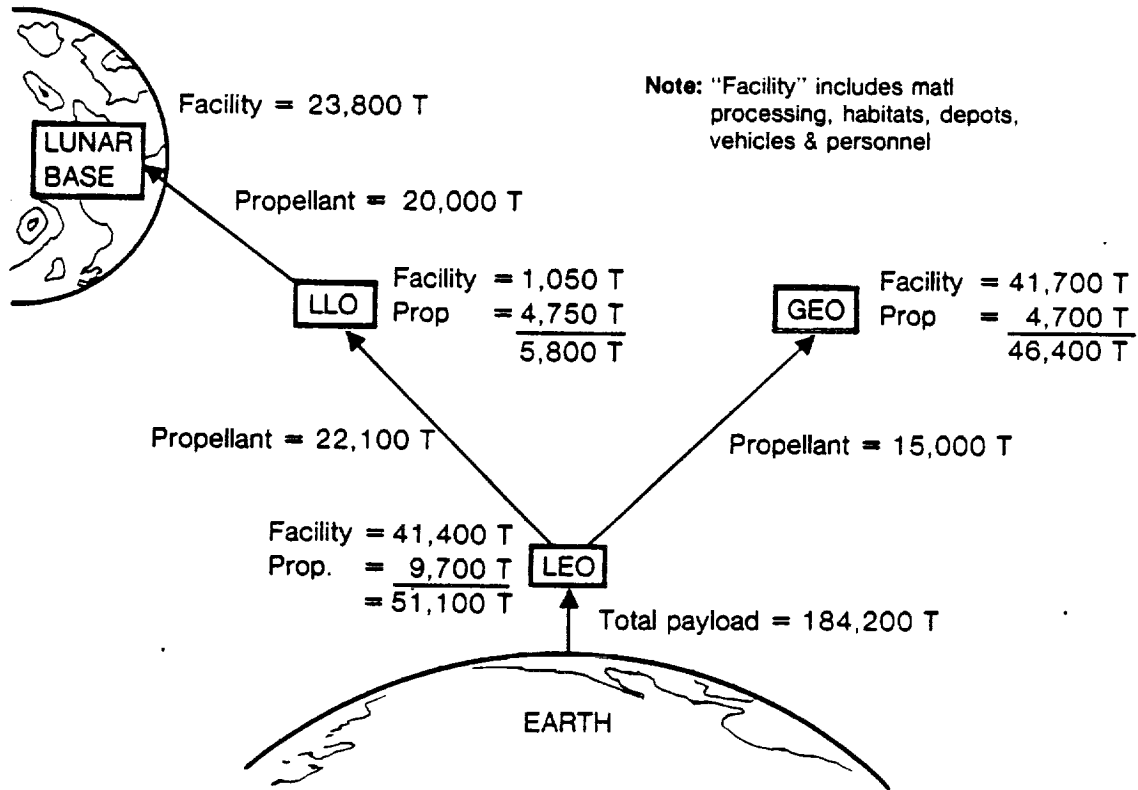 Note: "Facility" includes matl
processing, habitats, depots,
vehicles & personnel
Facility = 23,800 T
LUNAR
BASE
Propellant = 20,000 T
LLO
Facility = 1,050 T
Prop = 4,750 T
5,800 T
GEO
Facility = 41,700 T
Prop = 4,700 T
46,400 T
Propellant = 22,100 T
Propellant = 15,000 T
Facility = 41,400 T
Prop. = 9,700 T
= 51,100 T
LEO
Total payload = 184,200 T
EARTH